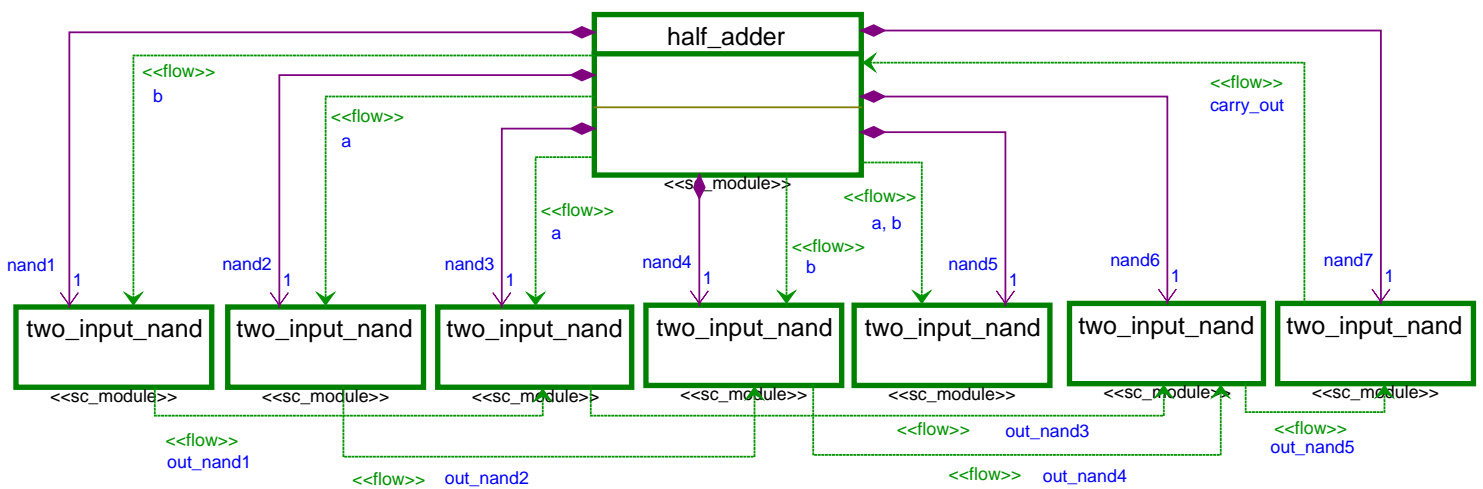 half_adder
<<flow>>
b
<<flow>>
a
<<flow>>
carry_out
<<sc_module>>
<<flow>>
a
<<flow>>
b
<<flow>>
a, b
nand1
1
nand2
1
nand3
1
nand4
1
nand5
1
nand6
1
nand7
1
two_input_nand
two_input_nand
two_input_nand
two_input_nand
two_input_nand
two_input_nand
two_input_nand
<<sc_module>>
<<sc_module>>
<<sc_module>>
<<sc_module>>
<<sc_module>>
<<sc_module>>
<<sc_module>>
<<flow>>
out_nand1
<<flow>>
out_nand2
<<flow>>
out_nand3
<<flow>>
out_nand4
<<flow>>
out_nand5